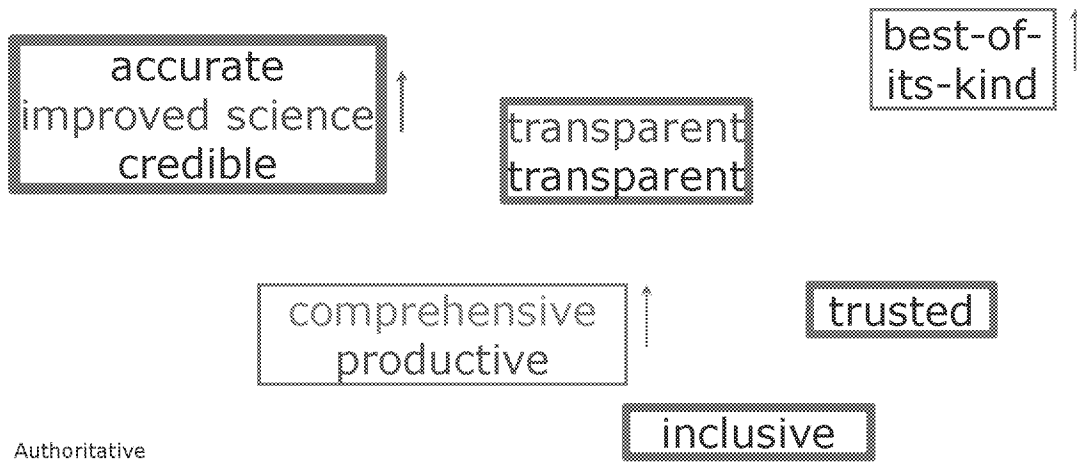 best-of-
its-kind
accurate
improved science
credible
transparent
transparent
comprehensive
productive
trusted
inclusive
Authoritative